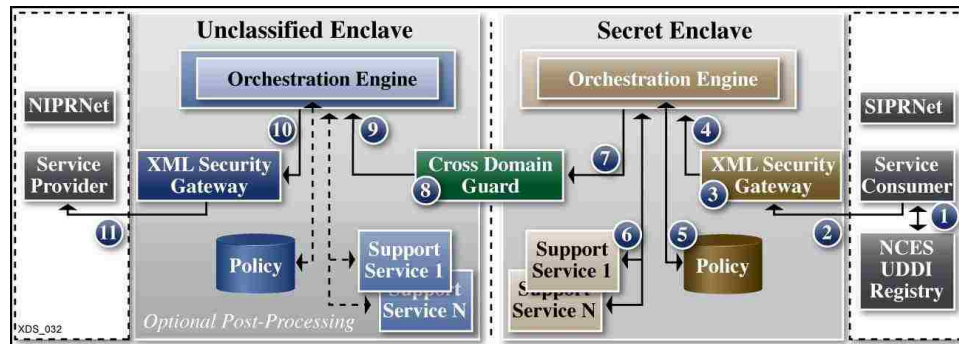 Unclassified Enclave
Secret Enclave
Orchestration Engine
Orchestration Engine
NIPRNet
SIPRNet
10
9
4
Service
Provider
XML Security
Gateway
Cross Domain
Guard
8
7
XML Security
Gateway
3
Service
Consumer
11
2
1
Policy
Support
Service 1
Support
Service N
6
Support
Service 1
Support
Service N
5
Policy
NCES
UDDI
Registry
XDS_032
Optional Post-Processing